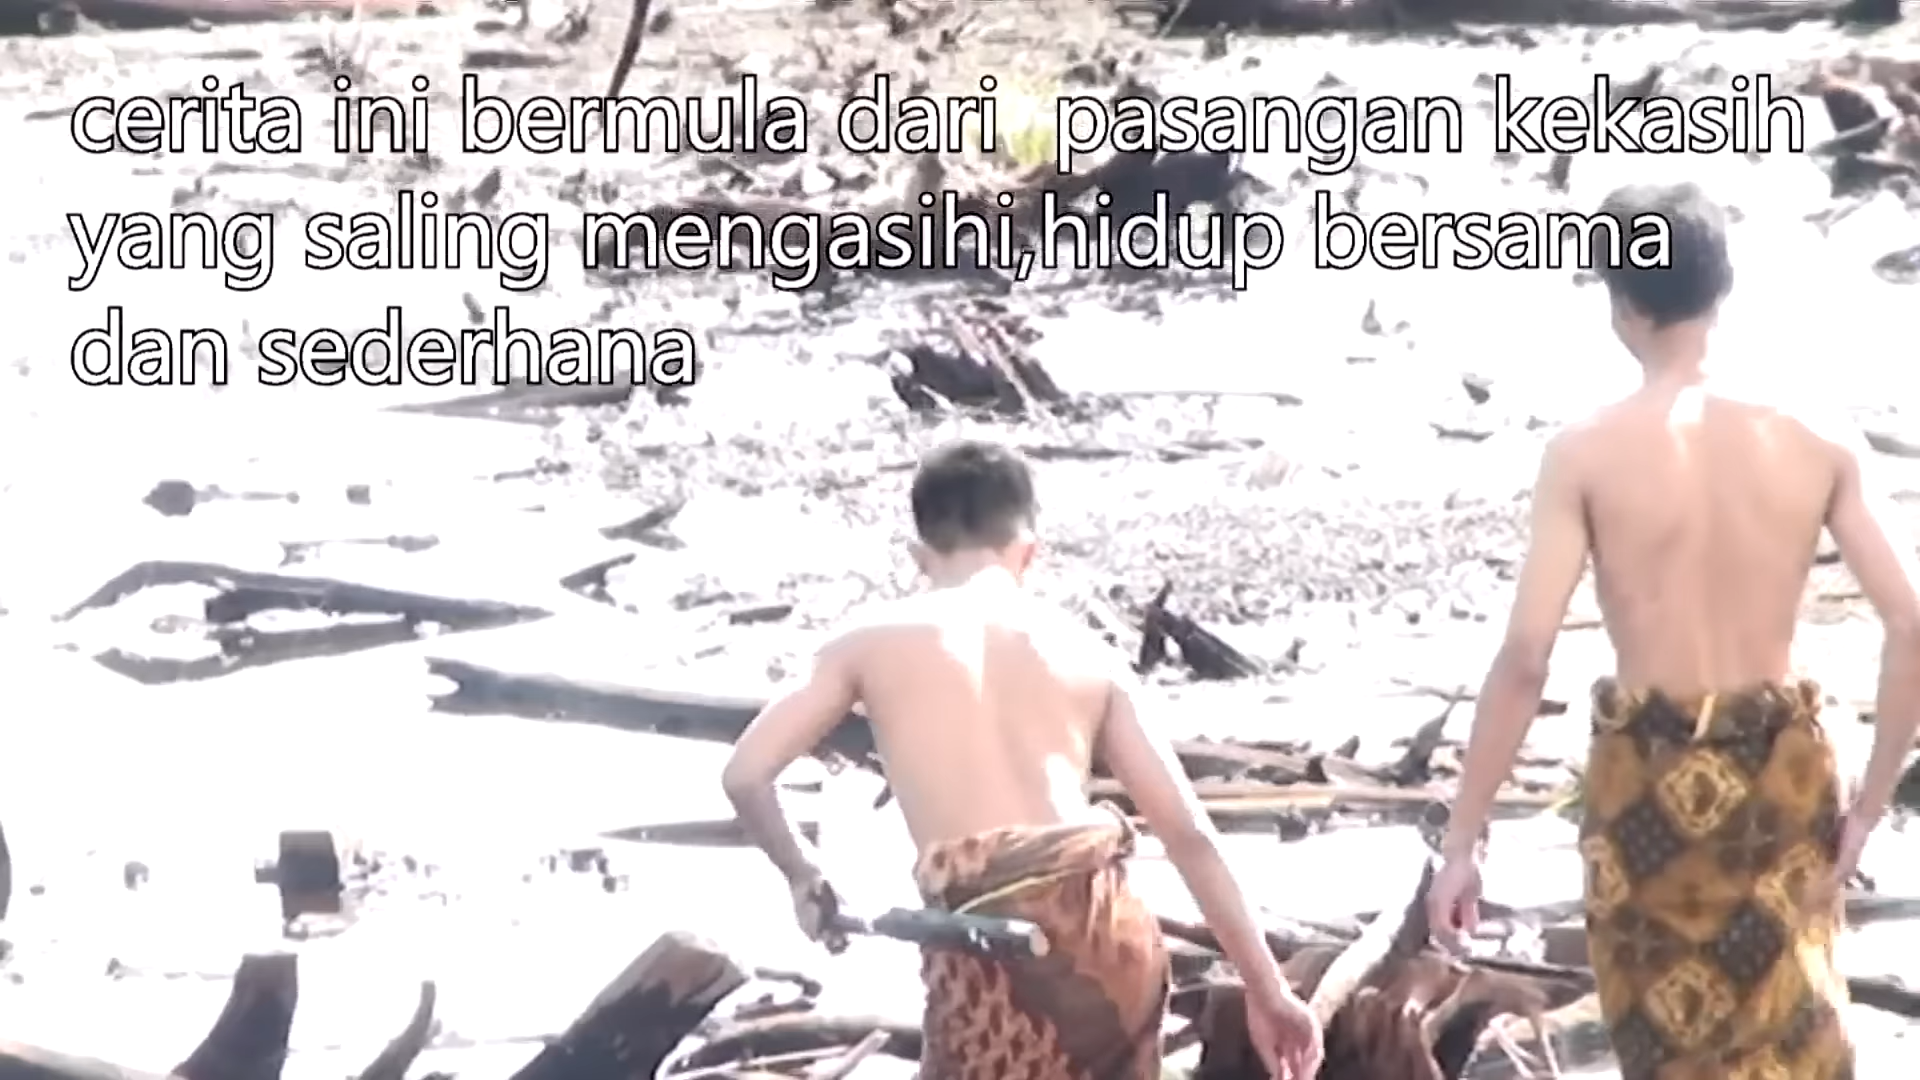 cerita ini bermula dari pasangan kekasih
yang saling mengasihi,hidup bersama
dan sederhana